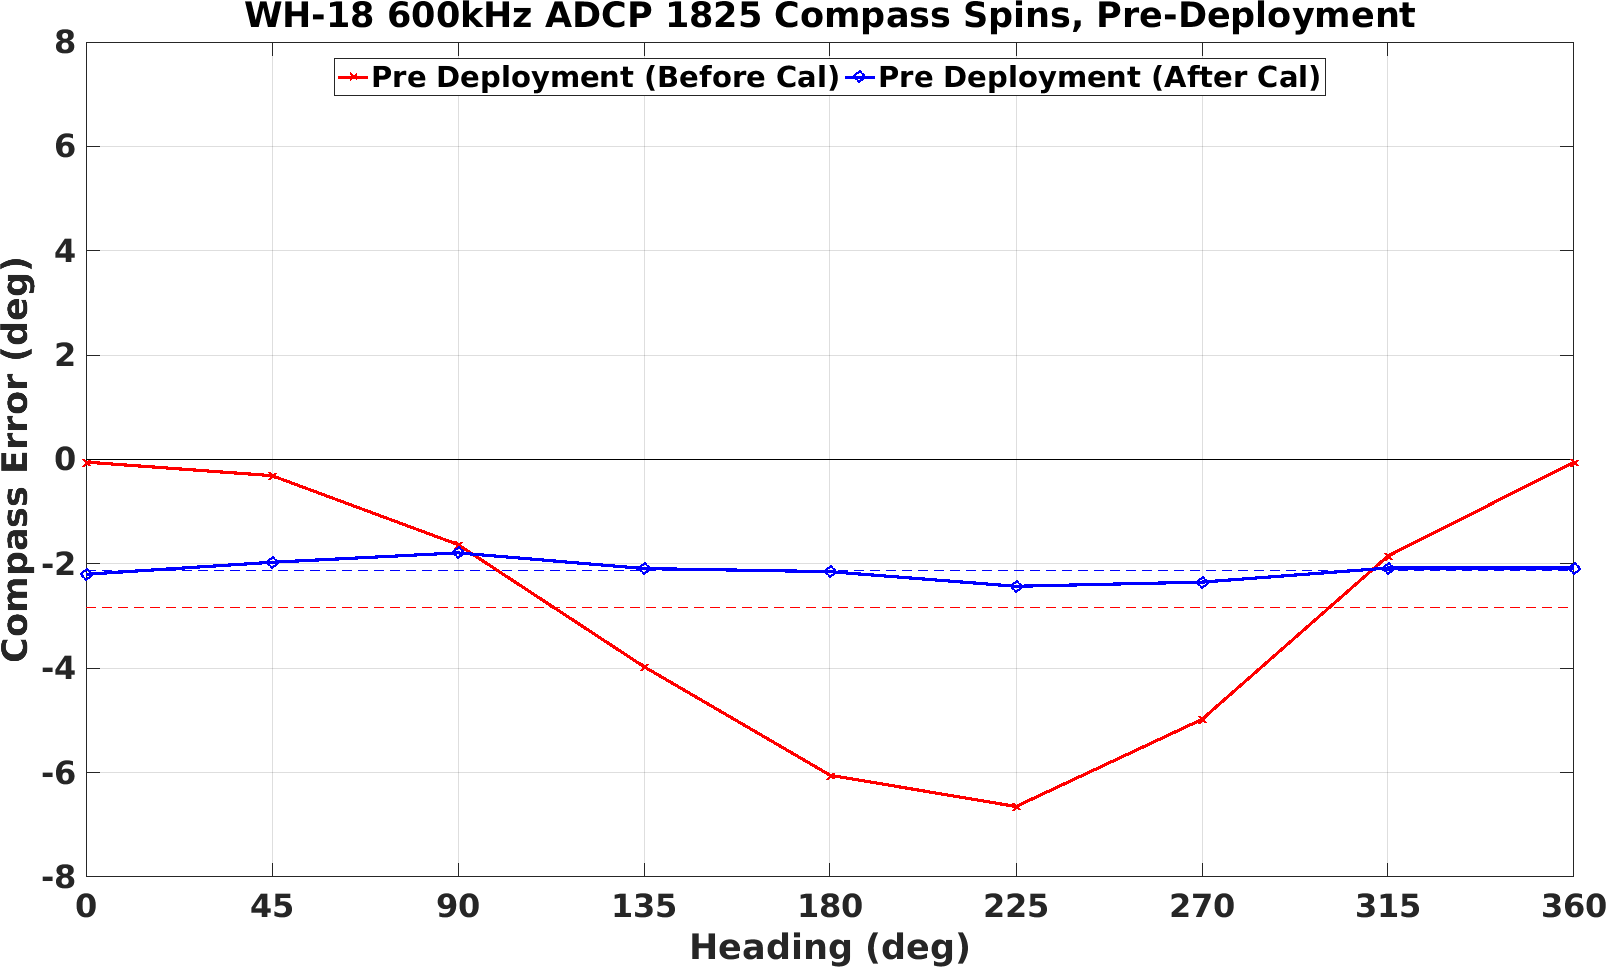 WH-18 600kHz ADCP 1825 Compass Spins, Pre-Deployment
Pre Deployment (Before Cal) Pre Deployment (After Cal)
Compass Error (deg)
8
6
4
2
0
-2
-4
-6
-8
0 45 90 135 180 225 270 315 360
Heading (deg)